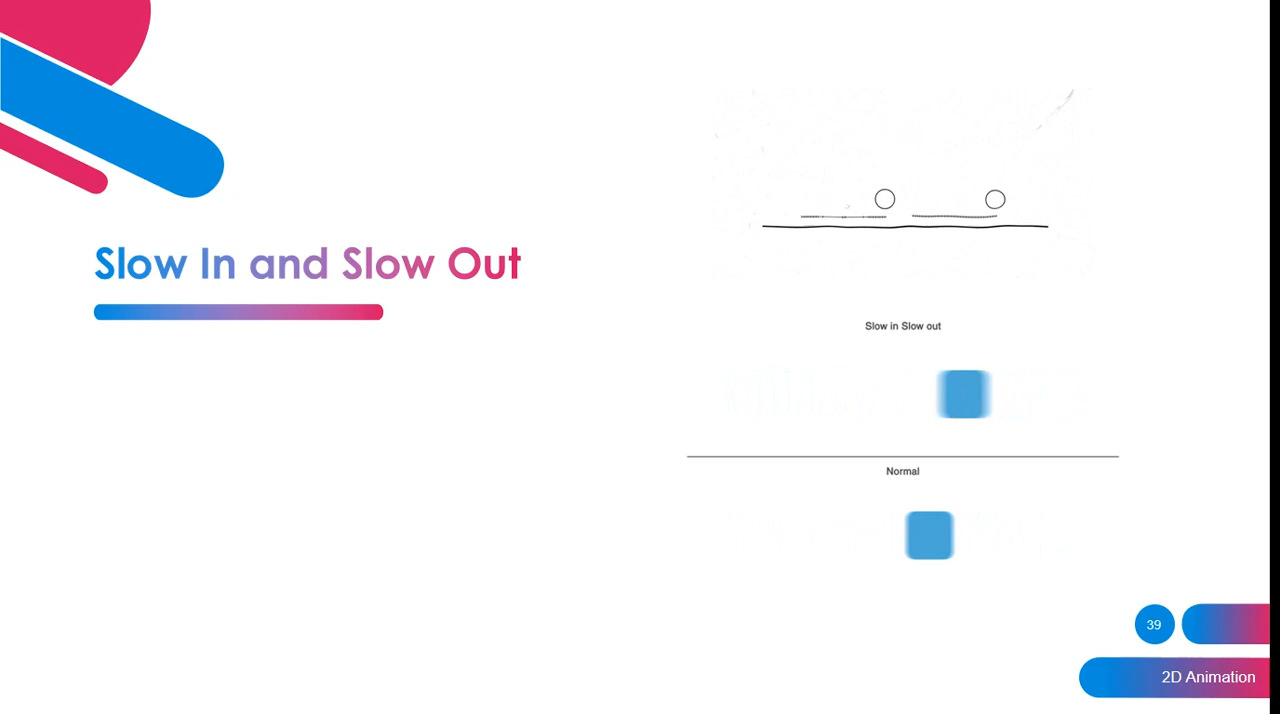 Slow In and Slow Out
Slow in Slow out
Normal
39
2D Animation